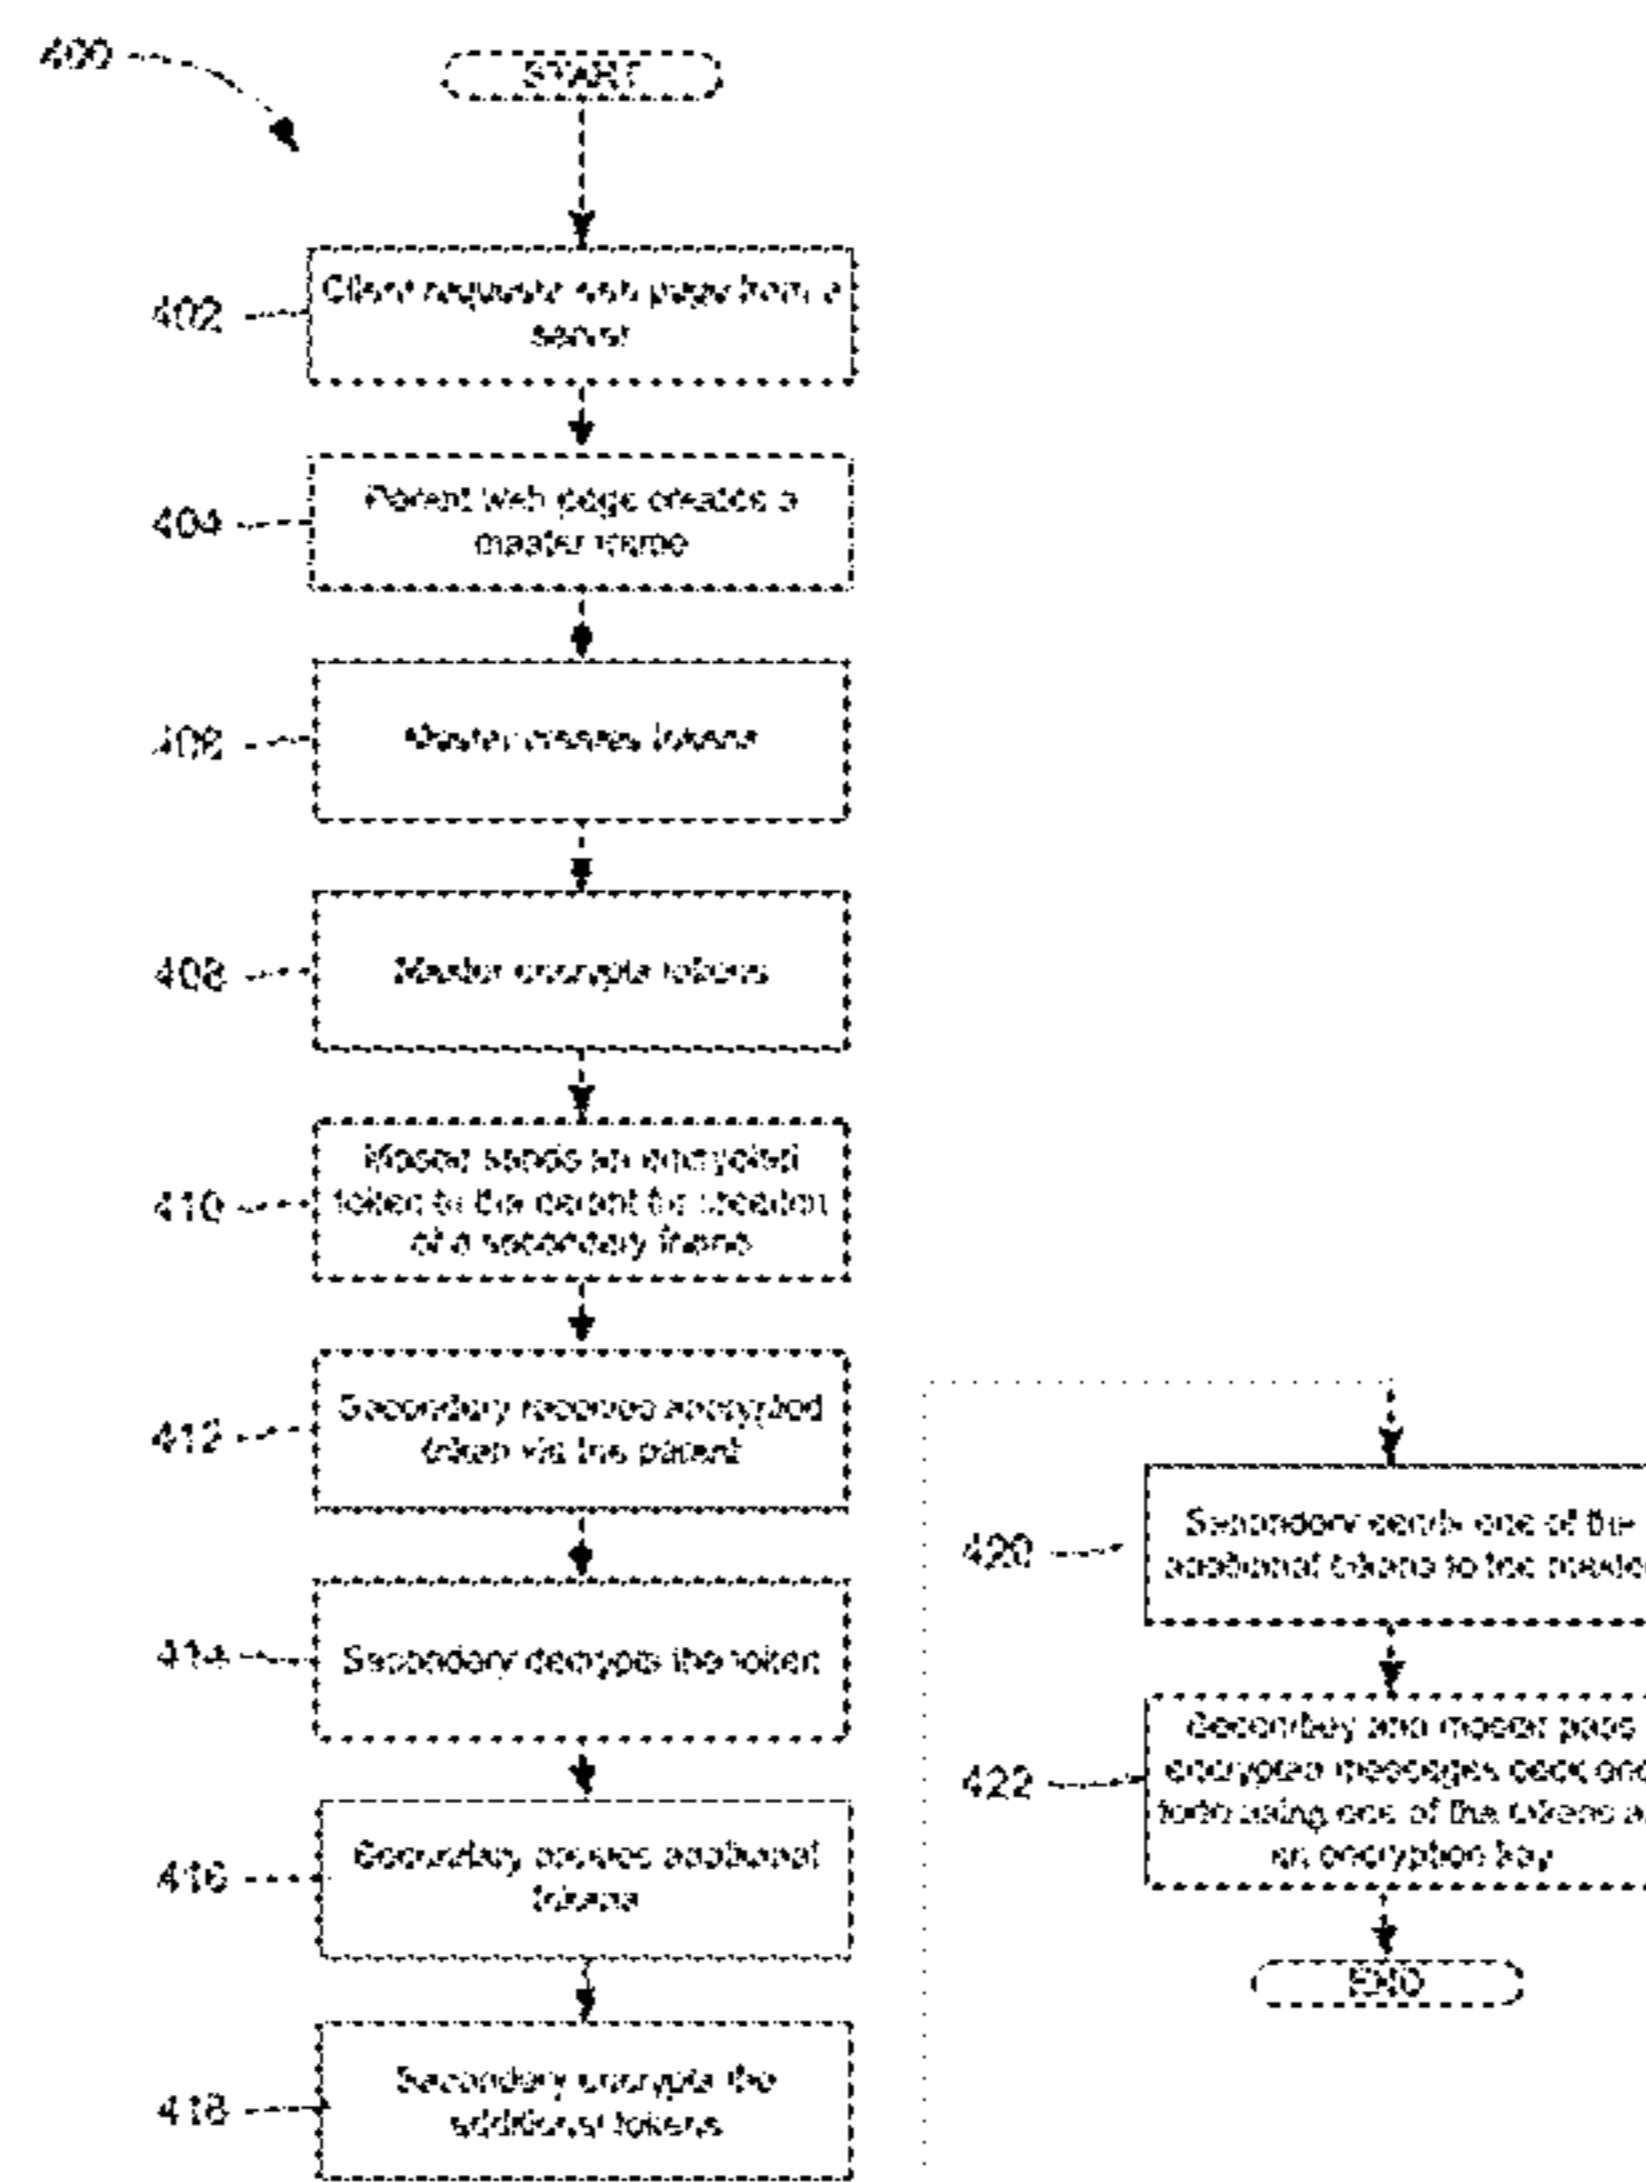 400
START
402
Client requests web page from a
server
404
Parent web page creates a
master frame
406
Master creates tokens
408
Master encrypts tokens
410
Master sends an encrypted
token to the parent for creation
of a secondary frame
412
Secondary receives encrypted
token via the parent
414
Secondary decrypts the token
416
Secondary creates additional
tokens
418
Secondary encrypts the
additional tokens
420
Secondary sends one of the
additional tokens to the
422
Secondary and master pass
encrypted messages back and
forth using one of the tokens
an encryption key
END